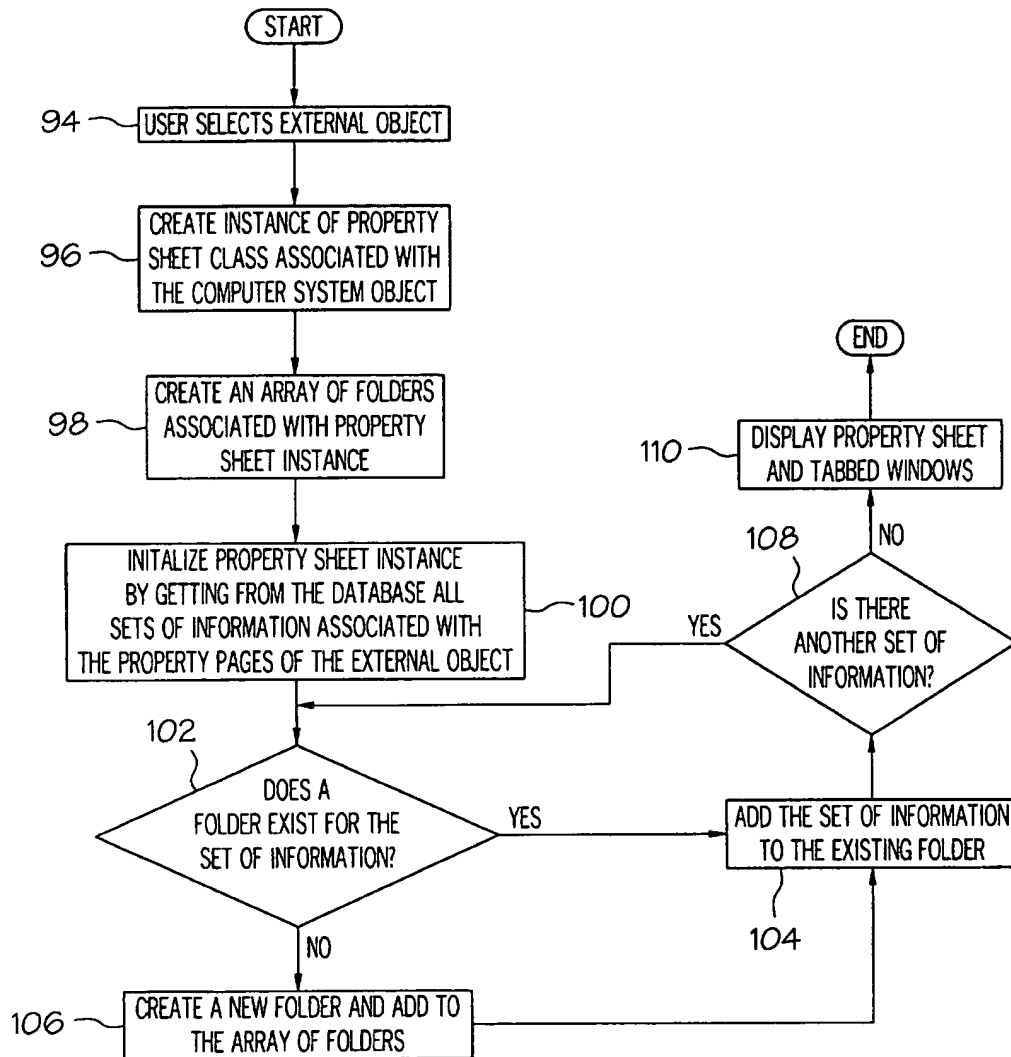 START
94
USER SELECTS EXTERNAL OBJECT
96
CREATE INSTANCE OF PROPERTY
SHEET CLASS ASSOCIATED WITH
THE COMPUTER SYSTEM OBJECT
98
CREATE AN ARRAY OF FOLDERS
ASSOCIATED WITH PROPERTY
SHEET INSTANCE
INITALIZE PROPERTY SHEET INSTANCE
BY GETTING FROM THE DATABASE ALL
SETS OF INFORMATION ASSOCIATED WITH
THE PROPERTY PAGES OF THE EXTERNAL OBJECT
100
102
DOES A
FOLDER EXIST FOR THE
SET OF INFORMATION?
YES
NO
106
CREATE A NEW FOLDER AND ADD TO
THE ARRAY OF FOLDERS
ADD THE SET OF INFORMATION
TO THE EXISTING FOLDER
104
108
IS THERE
ANOTHER SET OF
INFORMATION?
YES
NO
110
DISPLAY PROPERTY SHEET
AND TABBED WINDOWS
END